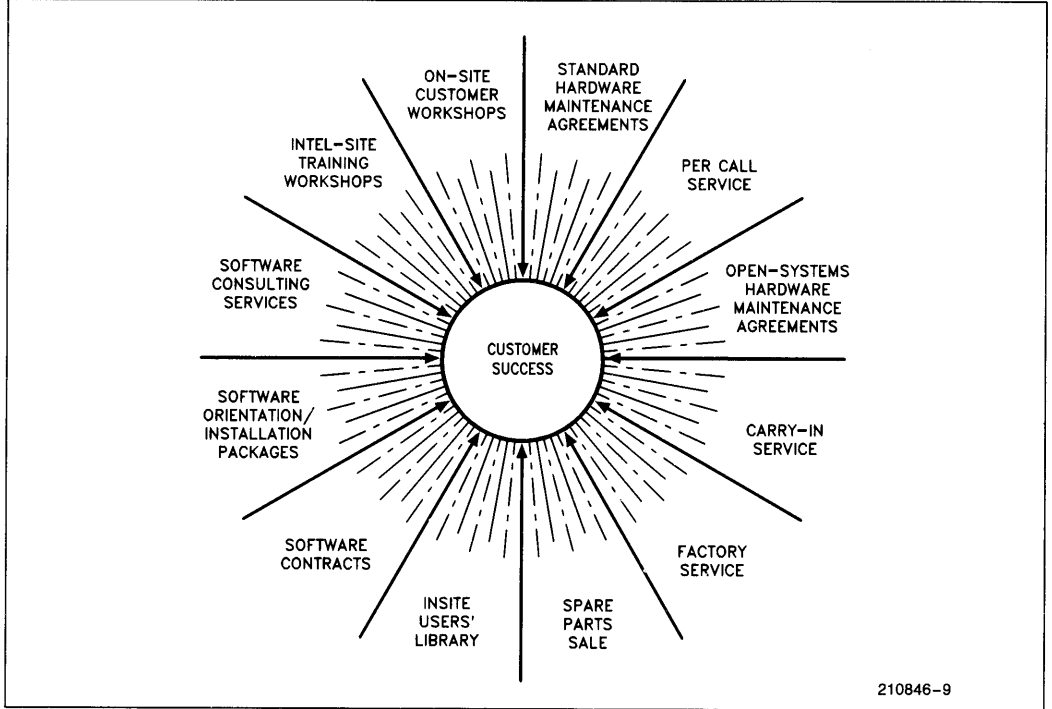 ON-SITE
CUSTOMER
WORKSHOPS
STANDARD
HARDWARE
MAINTENANCE
AGREEMENTS
INTEL-SITE
TRAINING
WORKSHOPS
PER CALL
SERVICE
SOFTWARE
CONSULTING
SERVICES
OPEN-SYSTEMS
HARDWARE
MAINTENANCE
AGREEMENTS
CUSTOMER
SUCCESS
SOFTWARE
ORIENTATION/
INSTALLATION
PACKAGES
CARRY-IN
SERVICE
SOFTWARE
CONTRACTS
FACTORY
SERVICE
INSITE
USERS'
LIBRARY
SPARE
PARTS
SALE
210846-9